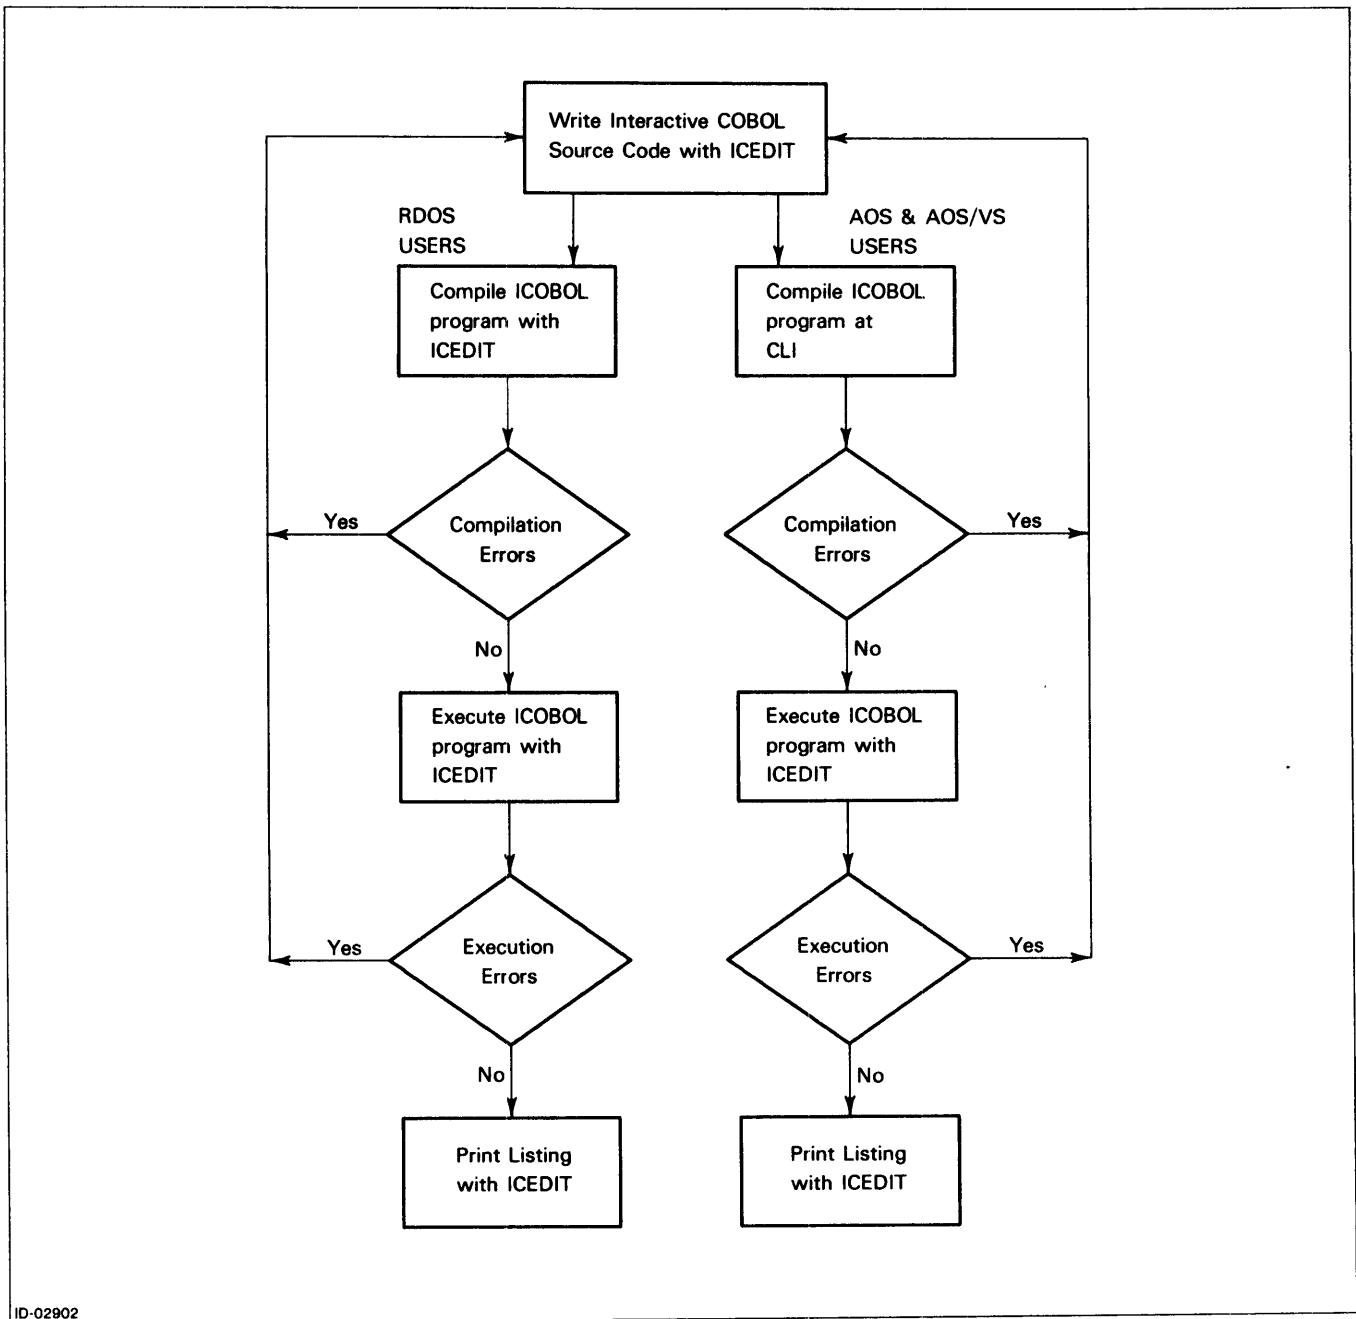 Write Interactive COBOL
Source Code with ICEDIT
RDOS
USERS
AOS & AOS/VS
USERS
Compile ICOBOL
program with
ICEDIT
Compile ICOBOL
program at
CLI
Yes
Compilation
Errors
Compilation
Errors
Yes
No
No
Execute ICOBOL
program with
ICEDIT
Execute ICOBOL
program with
ICEDIT
Yes
Execution
Errors
Execution
Errors
Yes
No
No
Print Listing
with ICEDIT
Print Listing
with ICEDIT
ID-02902